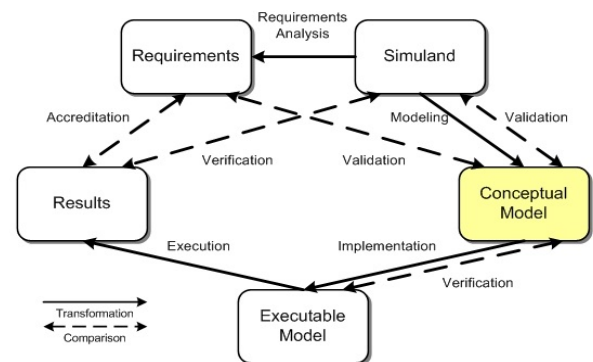 Requirements
Analysis
Requirements
Simuland
Accreditation
Modeling
Validation
Verification
Validation
Results
Conceptual
Model
Execution
Implementation
Verification
Executable
Model
Transformation
Comparison